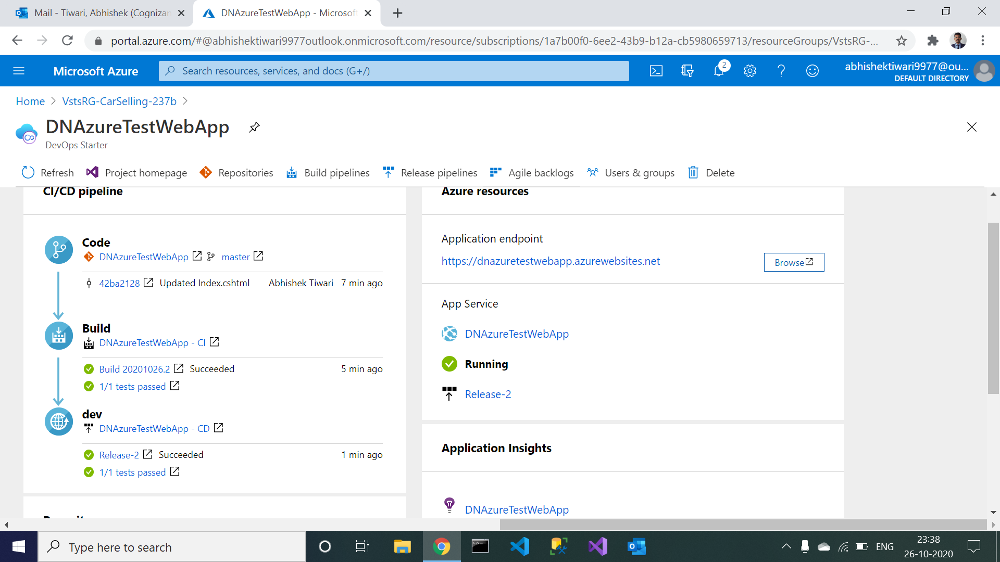 Mail - Tiwari, Abhishek (Cognizan
DNAzureTestWebApp - Microsoft
portal.azure.com/#@abhishektiwari9977outlook.onmicrosoft.com/resource/subscriptions/1a7b00f0-6ee2-43b9-b12a-cb5980659713/resourceGroups/VstsRG-...
Microsoft Azure
Search resources, services, and docs (G+/)
2
abhishektiwari9977@ou...
DEFAULT DIRECTORY
Home > VstsRG-CarSelling-237b >
DNAzureTestWebApp
DevOps Starter
Refresh Project homepage Repositories Build pipelines Release pipelines Agile backlogs Users & groups Delete
CI/CD pipeline
Code
DNAzureTestWebApp master
42ba2128 Updated Index.cshtml Abhishek Tiwari 7 min ago
Build
DNAzureTestWebApp - CI
Build 20201026.2 Succeeded 5 min ago
1/1 tests passed
dev
DNAzureTestWebApp - CD
Release-2 Succeeded 1 min ago
1/1 tests passed
Azure resources
Application endpoint
https://dnazuretestwebapp.azurewebsites.net
Browse
App Service
DNAzureTestWebApp
Running
Release-2
Application Insights
DNAzureTestWebApp
Type here to search
ENG
23:38
26-10-2020